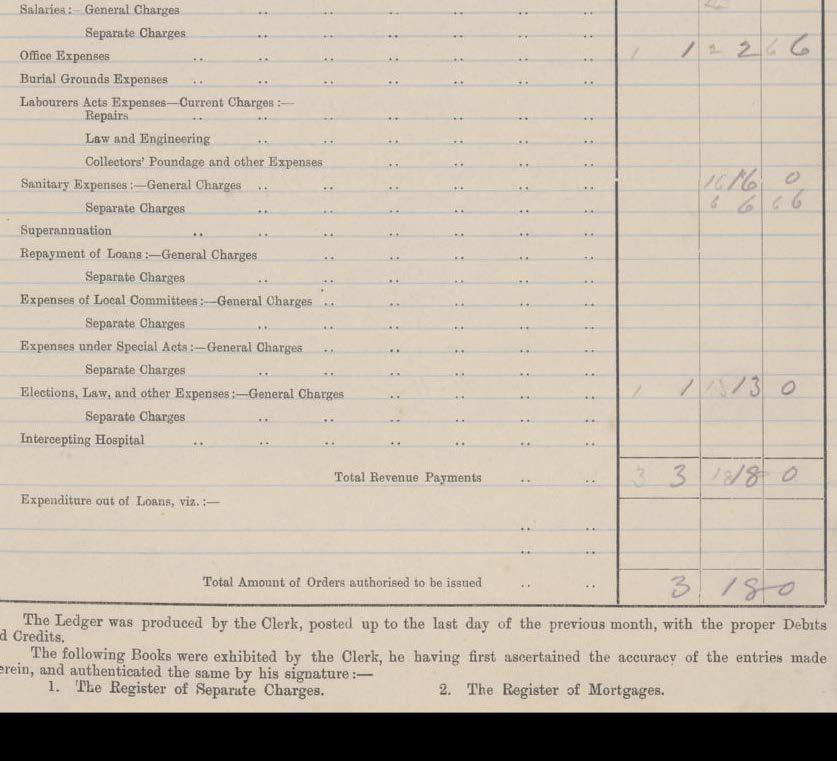 Salaries:— General Charges .. .. .. .. .. ..
Separate Charges .. .. .. .. .. ..
Office Expenses .. .. .. .. .. .. .. 1 2 6
Burial Grounds Expenses .. .. .. .. .. .. ..
Labourers Acts Expenses—Current Charges :—
Repairs .. .. .. .. .. .. ..
Law and Engineering .. .. .. .. .. ..
Collectors' Poundage and other Expenses .. .. .. ..
Sanitary Expenses:—General Charges .. .. .. .. .. .. 16 0
Separate Charges .. .. .. .. .. .. 6 6
Superannuation .. .. .. .. .. .. ..
Repayment of Loans:—General Charges .. .. .. .. ..
Separate Charges .. .. .. .. .. ..
Expenses of Local Committees:—General Charges .. .. .. .. ..
Separate Charges .. .. .. .. .. ..
Expenses under Special Acts:—General Charges .. .. .. .. ..
Separate Charges .. .. .. .. .. ..
Elections, Law, and other Expenses:—General Charges .. .. .. .. 1 13 0
Separate Charges .. .. .. .. .. ..
Intercepting Hospital .. .. .. .. .. .. ..
Total Revenue Payments .. .. 3 18 0
Expenditure out of Loans, viz. :—
.. ..
.. ..
Total Amount of Orders authorised to be issued .. .. 3 18 0
The Ledger was produced by the Clerk, posted up to the last day of the previous month, with the proper Debits
d Credits.
The following Books were exhibited by the Clerk, he having first ascertained the accuracy of the entries made
erein, and authenticated the same by his signature:—
1. The Register of Separate Charges. 2. The Register of Mortgages.